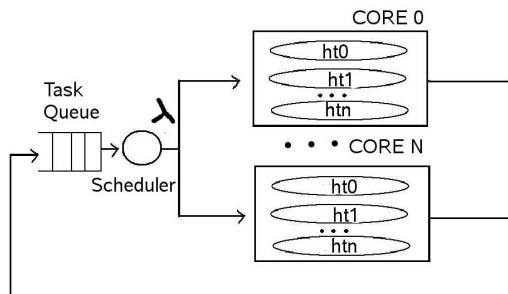 CORE 0
ht0
ht1
• • •
htn
Task
Queue
λ
Scheduler
• • • CORE N
ht0
ht1
• • •
htn